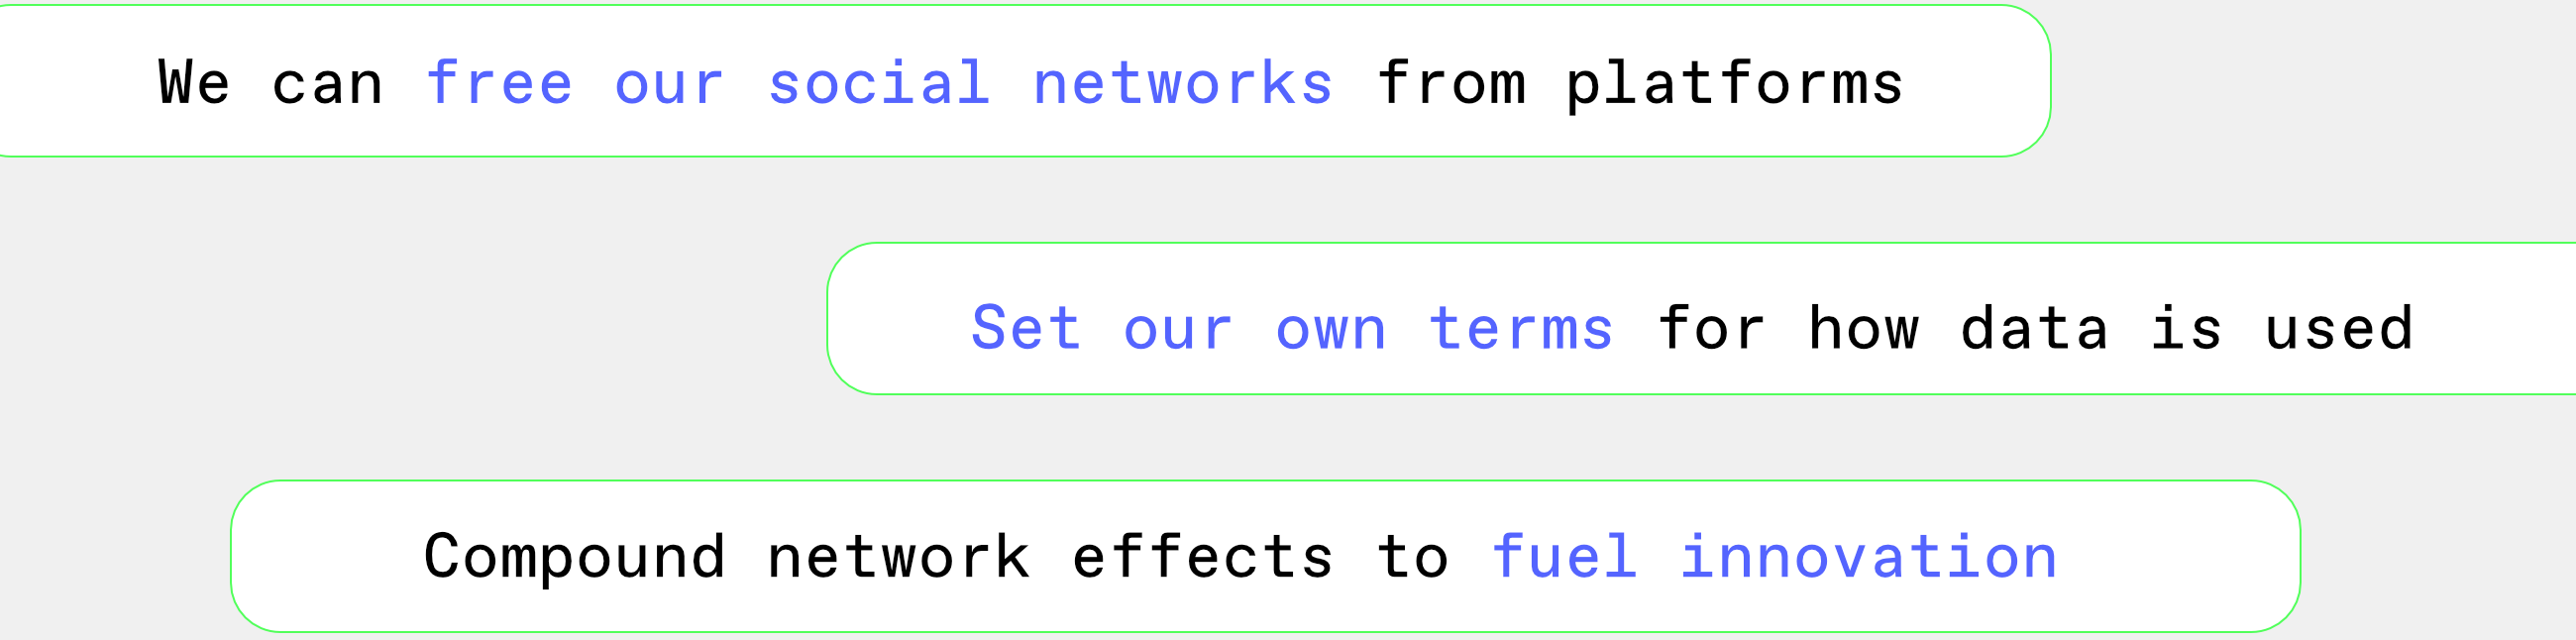 We can free our social networks from platforms
Set our own terms for how data is used
Compound network effects to fuel innovation